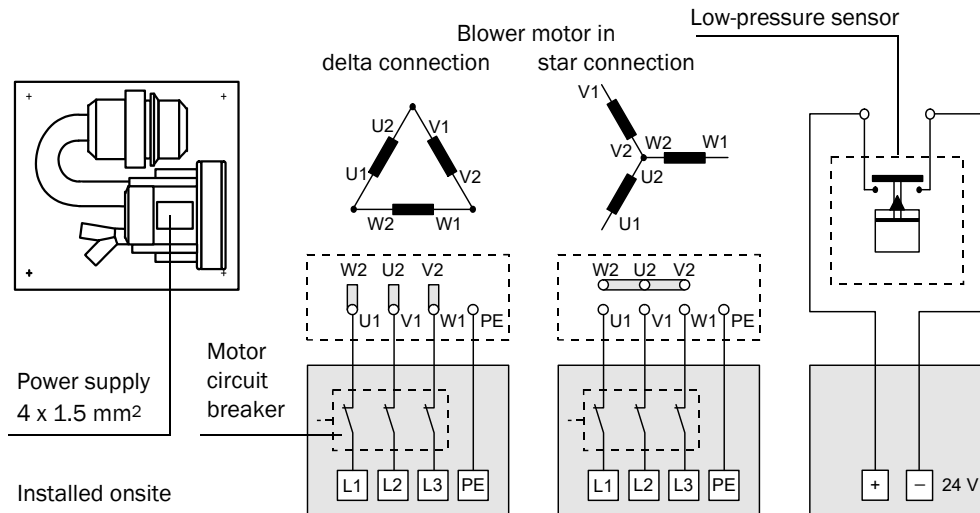 Low-pressure sensor
Blower motor in
delta connection
star connection
U2
V1
U1
V2
W2
W1
V1
V2
W2
W1
U2
U1
W2
U2
V2
U1
V1
W1
PE
W2
U2
V2
U1
V1
W1
PE
Power supply
4 x 1.5 mm²
Motor
circuit
breaker
L1
L2
L3
PE
L1
L2
L3
PE
+
–
24 V
Installed onsite